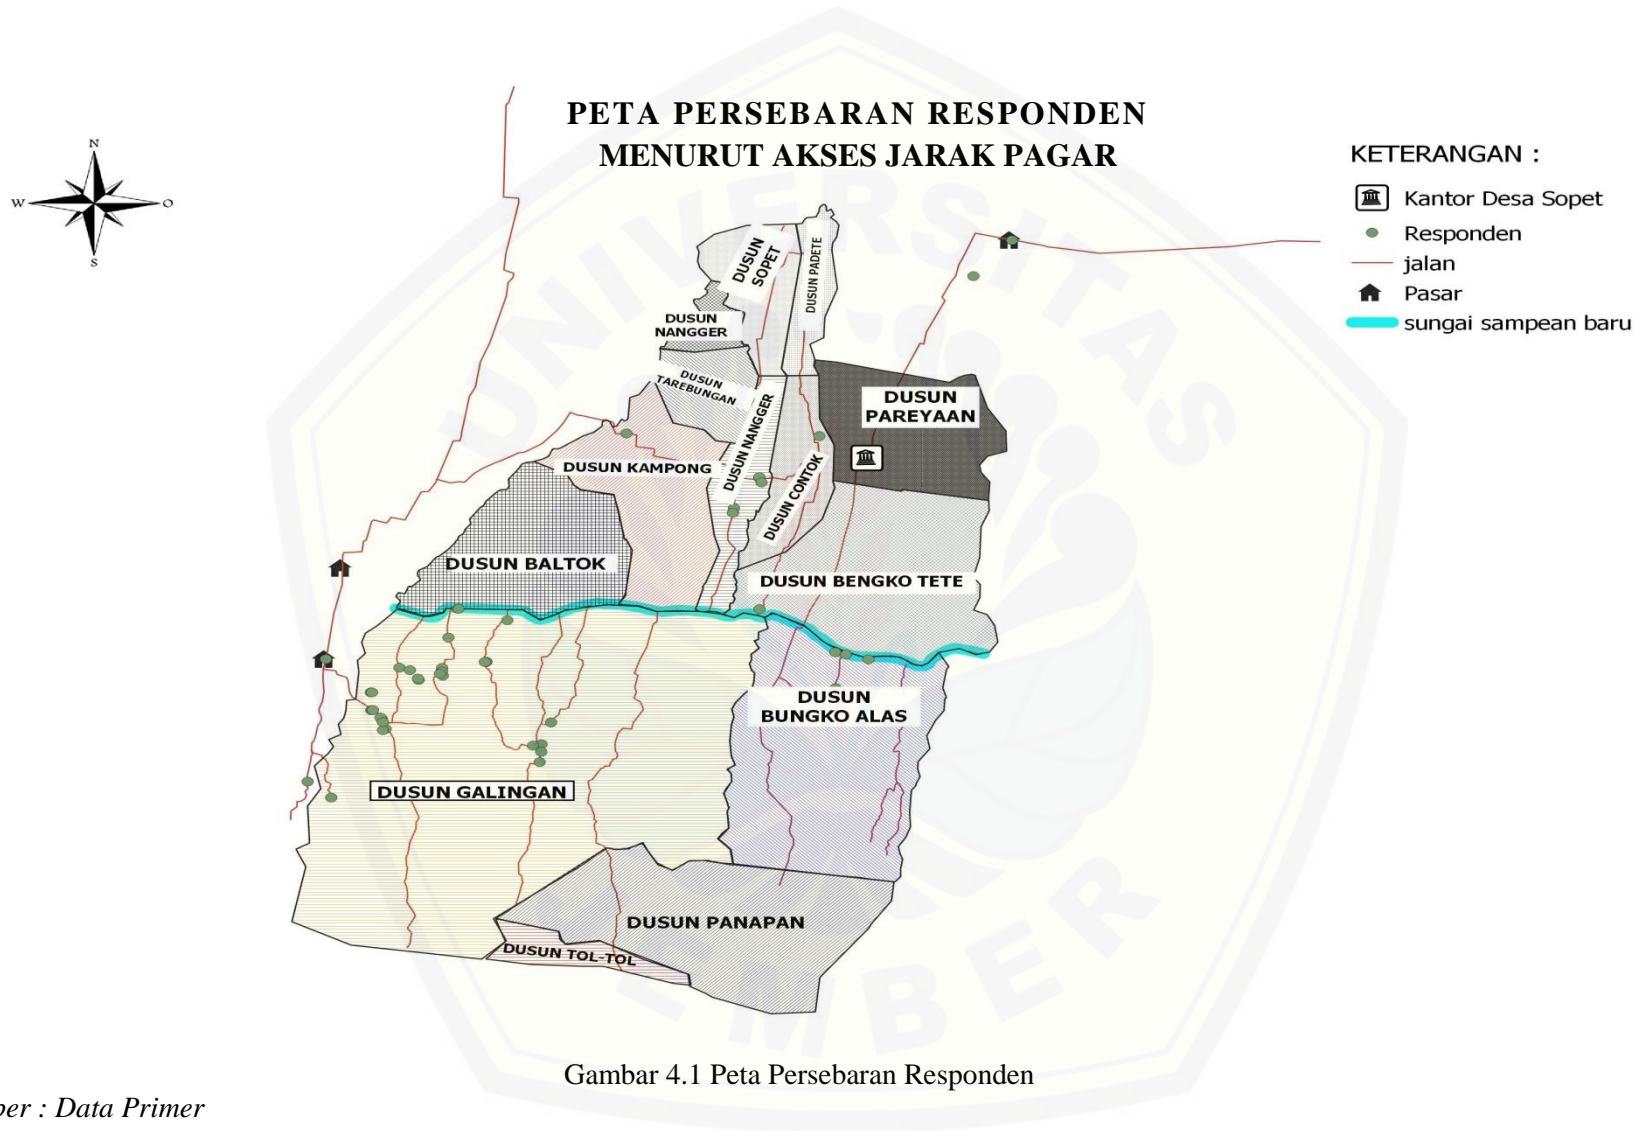 PETA PERSEBARAN RESPONDEN
MENURUT AKSES JARAK PAGAR
N
W
O
S
KETERANGAN :
Kantor Desa Sopet
Responden
jalan
Pasar
sungai sampean baru
DUSUN
SOPET
DUSUN PADETE
DUSUN
NANGGER
DUSUN
TAREBUNGAN
DUSUN NANGGER
DUSUN
PAREYAAN
DUSUN KAMPONG
DUSUN CONTOK
DUSUN BALTOK
DUSUN BENGKO TETE
DUSUN
BUNGKO ALAS
DUSUN GALINGAN
DUSUN PANAPAN
DUSUN TOL-TOL
UNIVERSITAS
EMBER
Gambar 4.1 Peta Persebaran Responden
ber : Data Primer